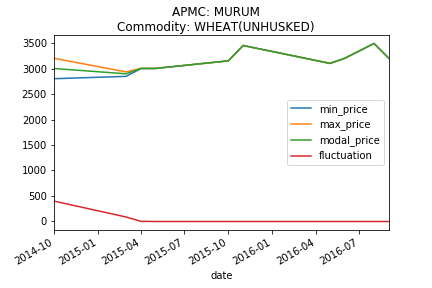 APMC: MURUM
Commodity: WHEAT(UNHUSKED)
3500
3000
2500
2000
1500
1000
500
0
min_price
max_price
modal_price
fluctuation
2014-10
2015-01
2015-04
2015-07
2015-10
2016-01
2016-04
2016-07
date